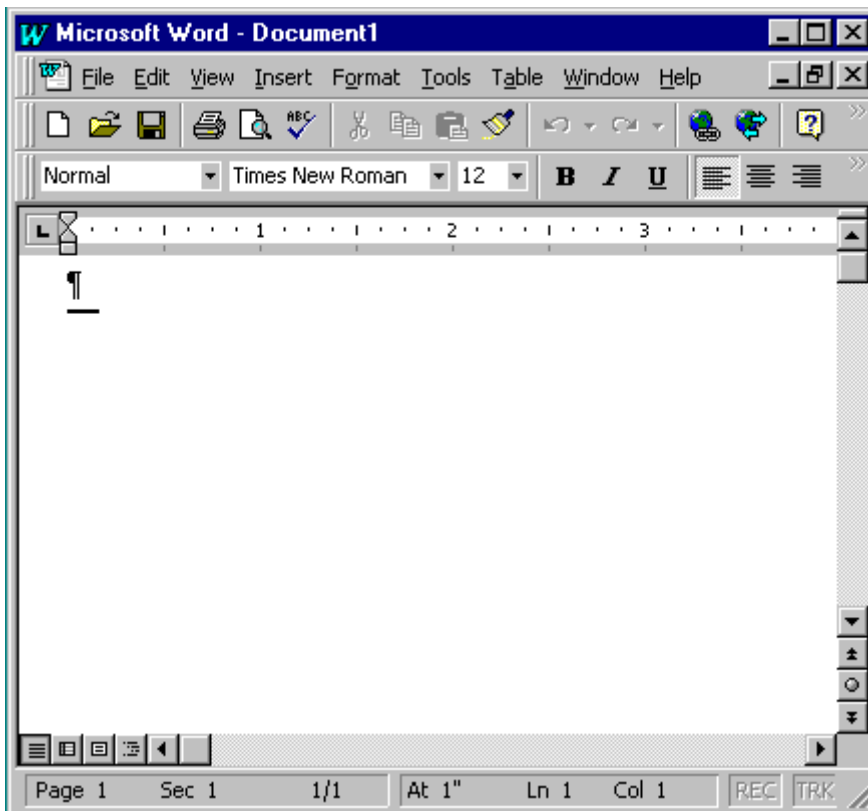 Microsoft Word - Document1
File Edit View Insert Format Tools Table Window Help
ABC
Normal Times New Roman 12 B I U
L 1 2 3
¶
Page 1 Sec 1 1/1 At 1" Ln 1 Col 1 REC TRK